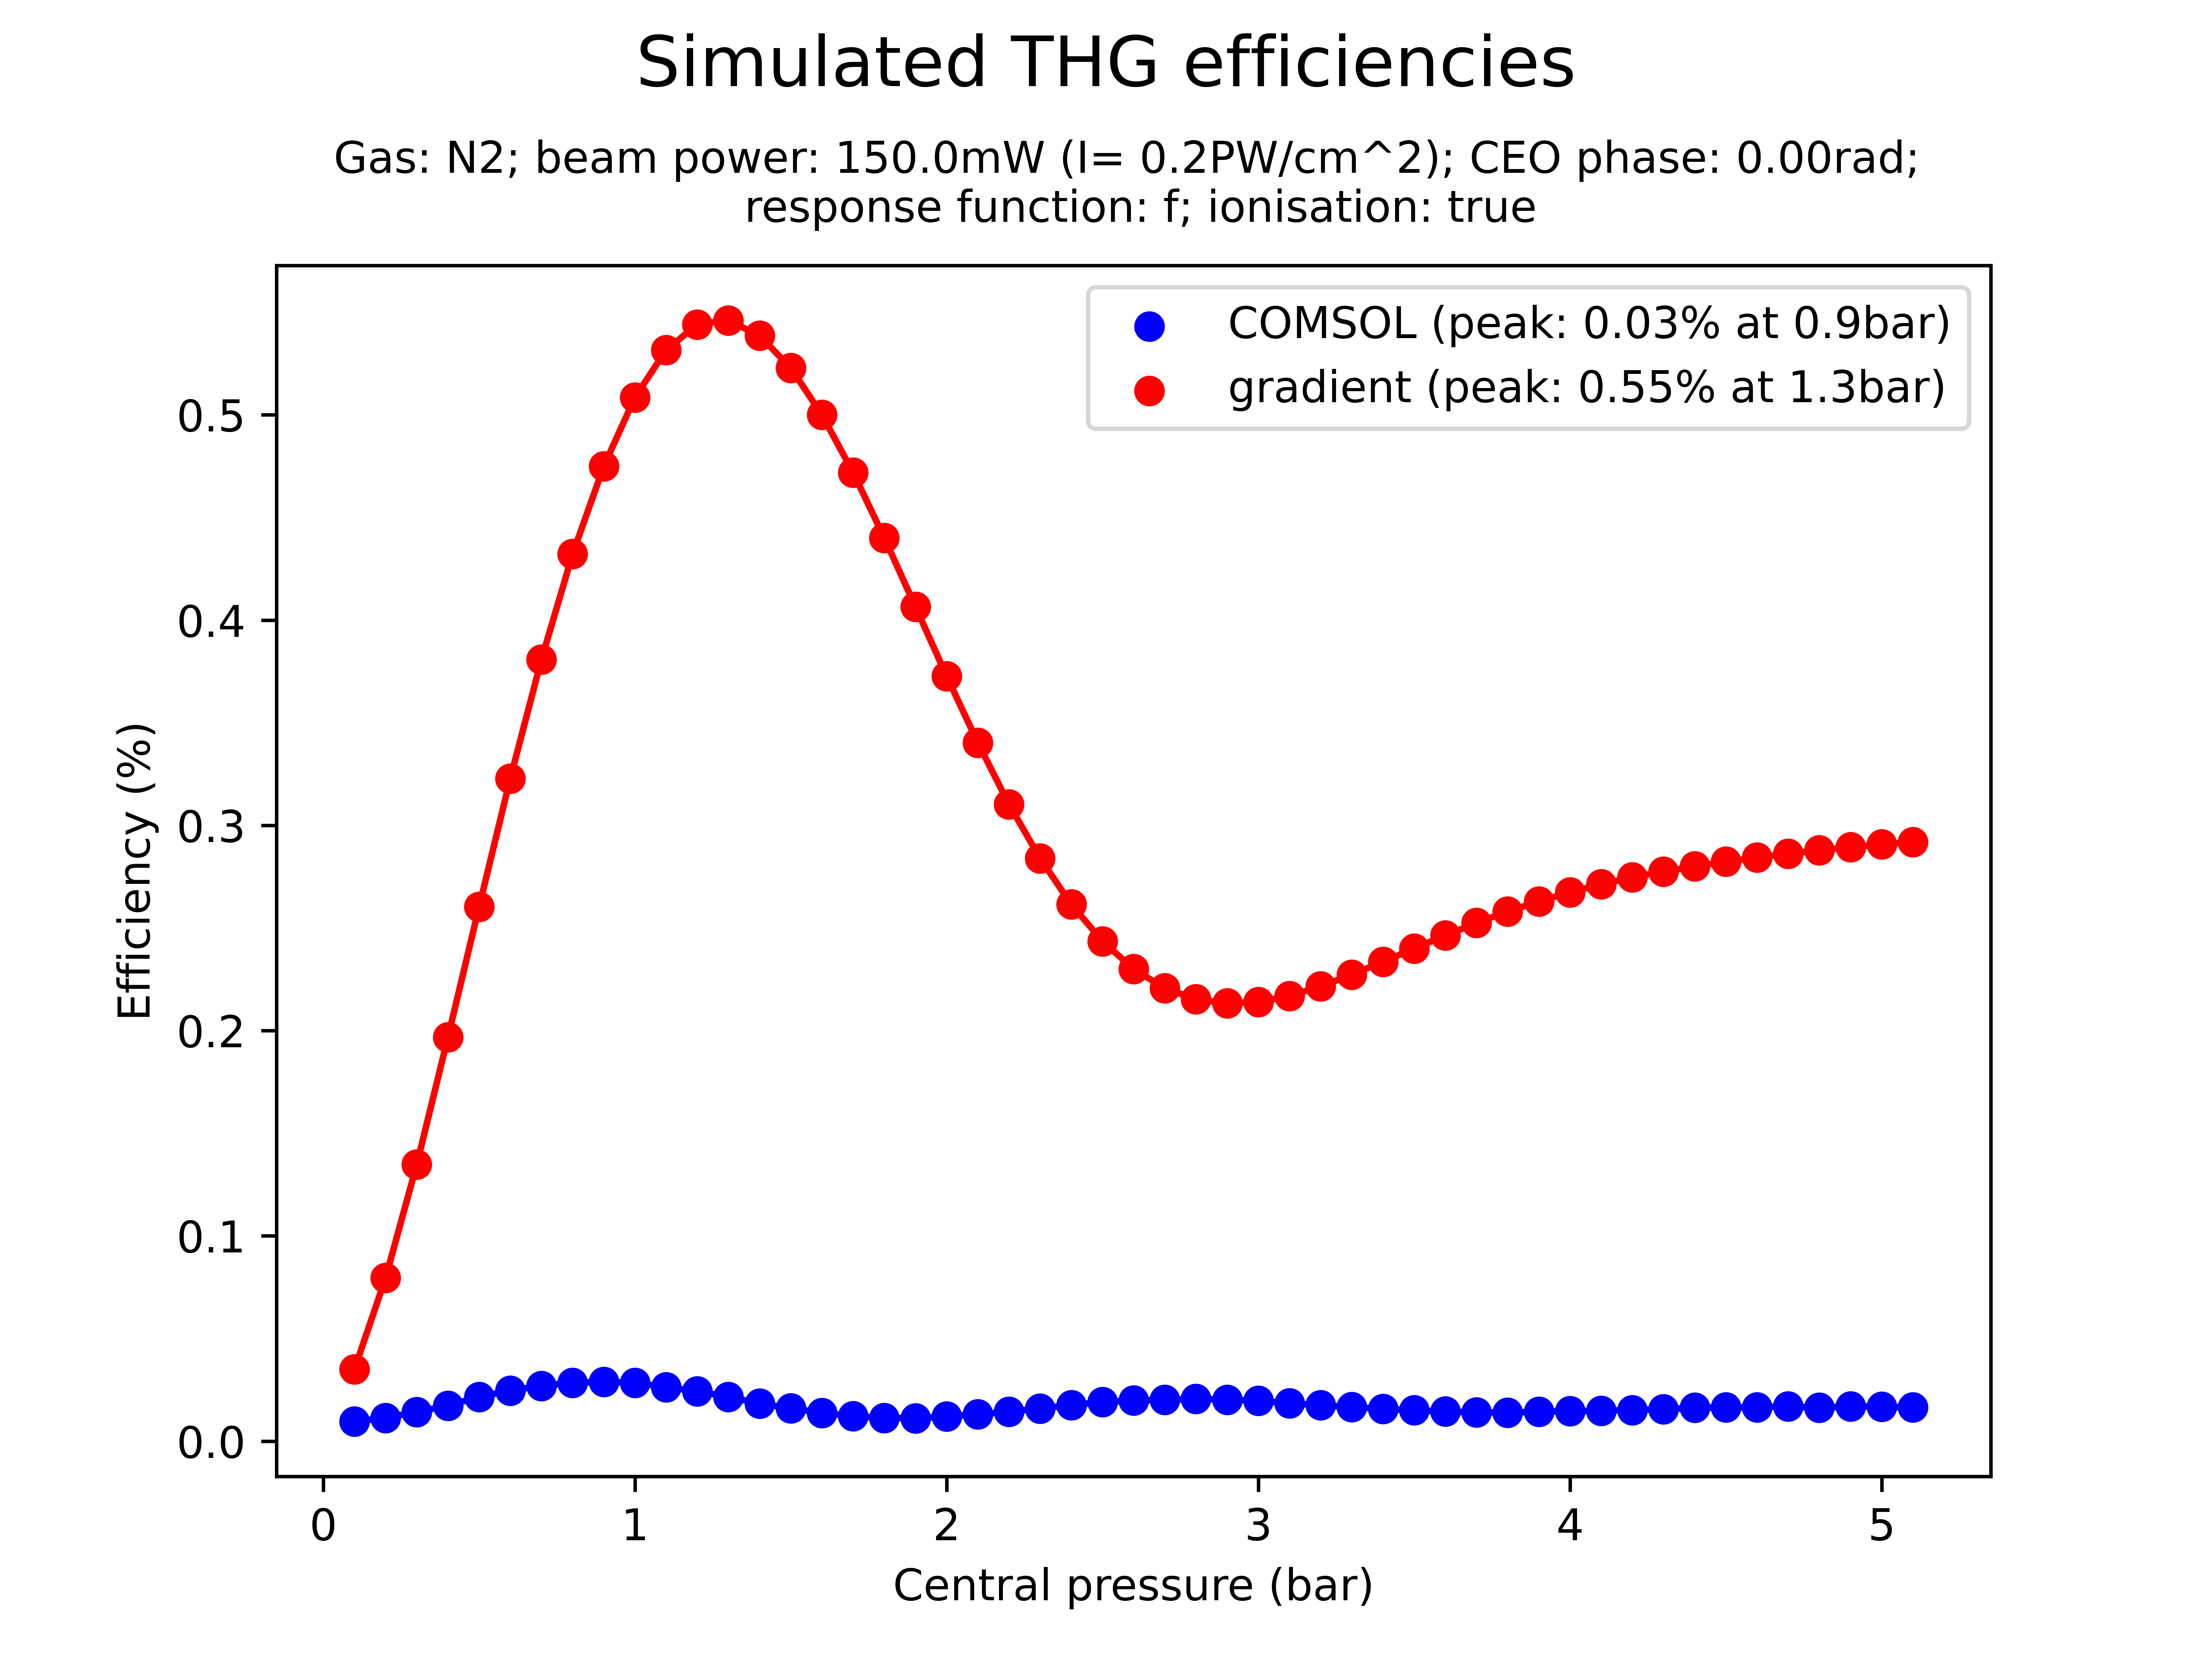 Simulated THG efficiencies
Gas: N2; beam power: 150.0mW (I= 0.2PW/cm^2); CEO phase: 0.00rad;
response function: f; ionisation: true
COMSOL (peak: 0.03% at 0.9bar)
gradient (peak: 0.55% at 1.3bar)
Efficiency (%)
0.5
0.4
0.3
0.2
0.1
0.0
0 1 2 3 4 5
Central pressure (bar)